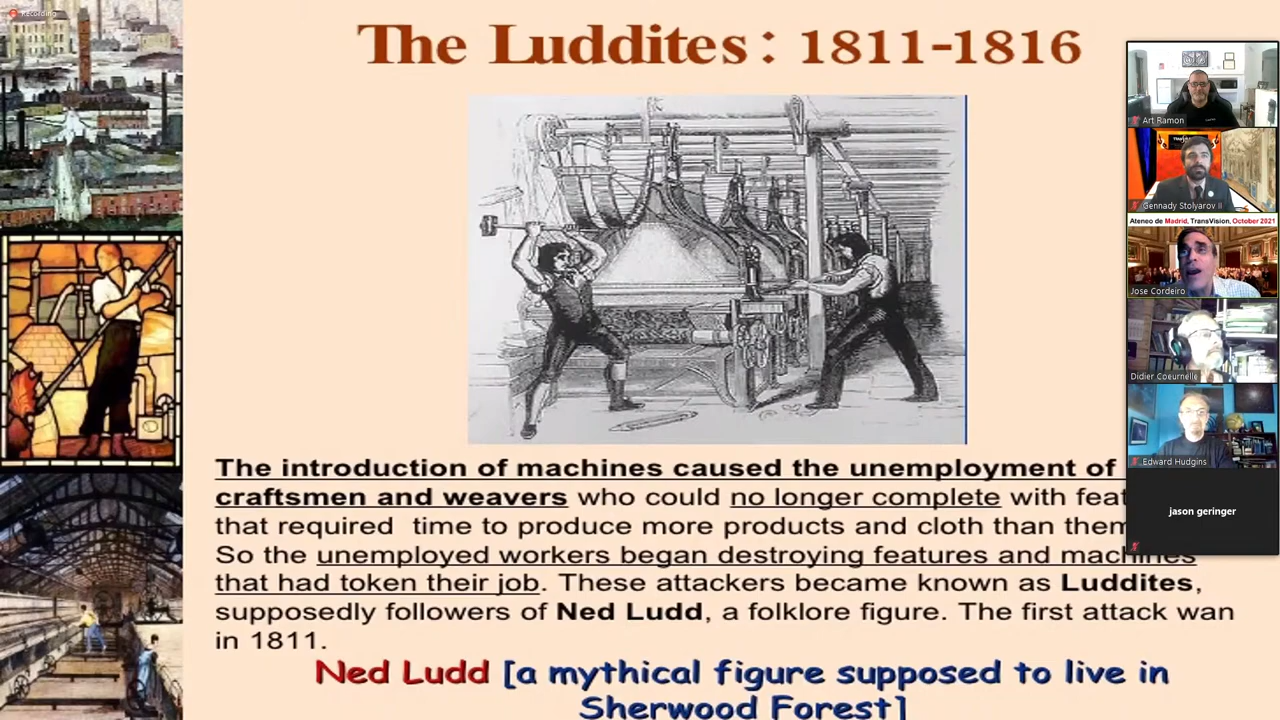 Recording
The Luddites : 1811-1816
The introduction of machines caused the unemployment of
craftsmen and weavers who could no longer complete with feat
that required time to produce more products and cloth than them
So the unemployed workers began destroying features and machines
that had token their job. These attackers became known as Luddites,
supposedly followers of Ned Ludd, a folklore figure. The first attack wan
in 1811.
Ned Ludd [a mythical figure supposed to live in
Sherwood Forest]
Art Ramon
Gennady Stolyarov II
Ateneo de Madrid, TransVision, October 2021
Jose Cordeiro
Didier Coeurnelle
Edward Hudgins
jason geringer